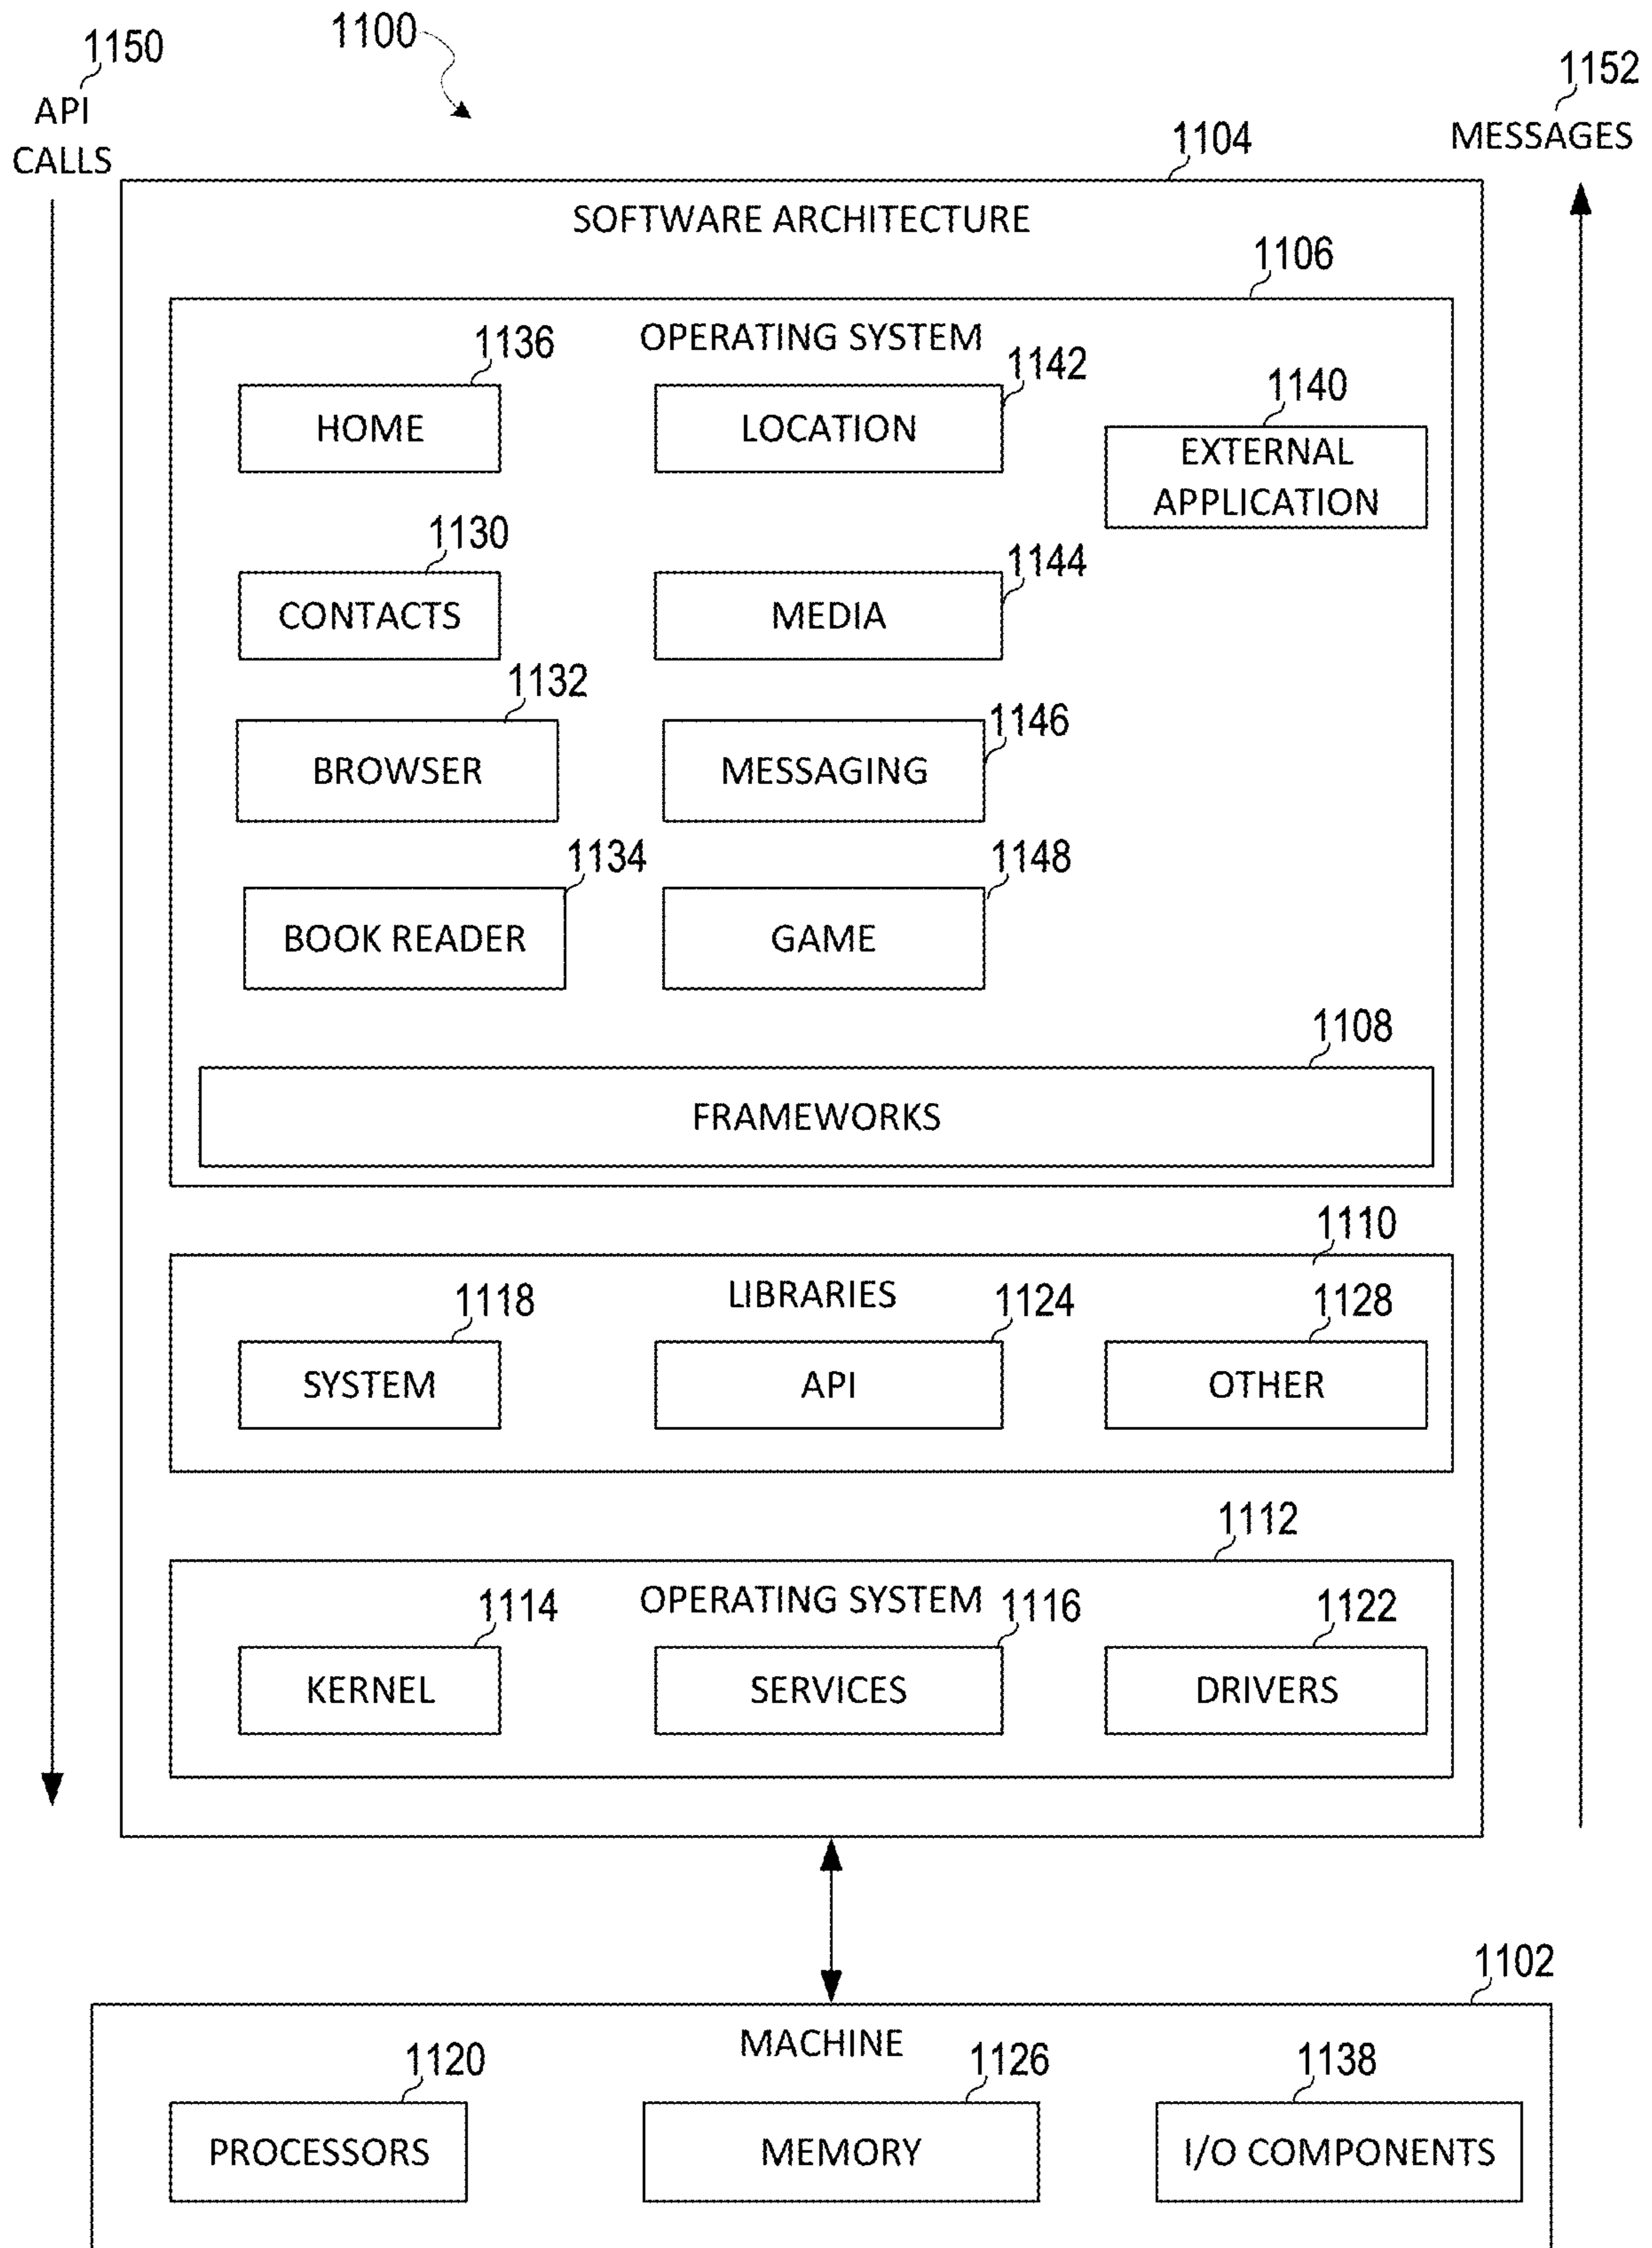 1150
1100
1152
API
CALLS
MESSAGES
1104
SOFTWARE ARCHITECTURE
1106
OPERATING SYSTEM
1136
1142
1140
HOME
LOCATION
EXTERNAL
APPLICATION
1130
1144
CONTACTS
MEDIA
1132
1146
BROWSER
MESSAGING
1134
1148
BOOK READER
GAME
1108
FRAMEWORKS
1110
LIBRARIES
1118
1124
1128
SYSTEM
API
OTHER
1112
OPERATING SYSTEM
1114
1116
1122
KERNEL
SERVICES
DRIVERS
1102
MACHINE
1120
1126
1138
PROCESSORS
MEMORY
I/O COMPONENTS